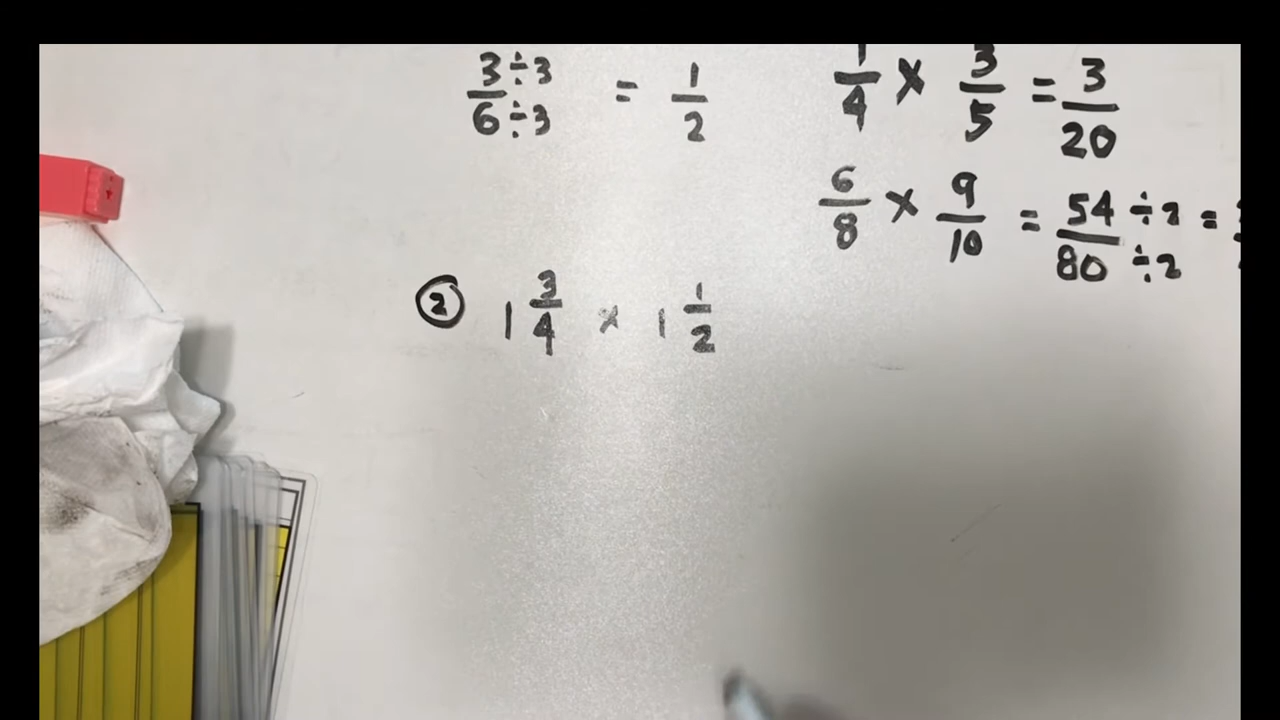 3÷3/6÷3 = 1/2
1/4 × 3/5 = 3/20
6/8 × 9/10 = 54÷2/80÷2 =
② 1 3/4 × 1 1/2